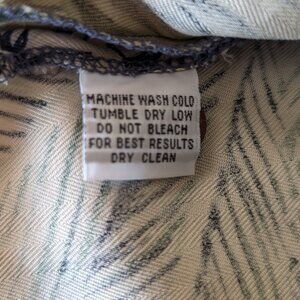 MACHINE WASH COLD
TUMBLE DRY LOW
DO NOT BLEACH
FOR BEST RESULTS
DRY CLEAN